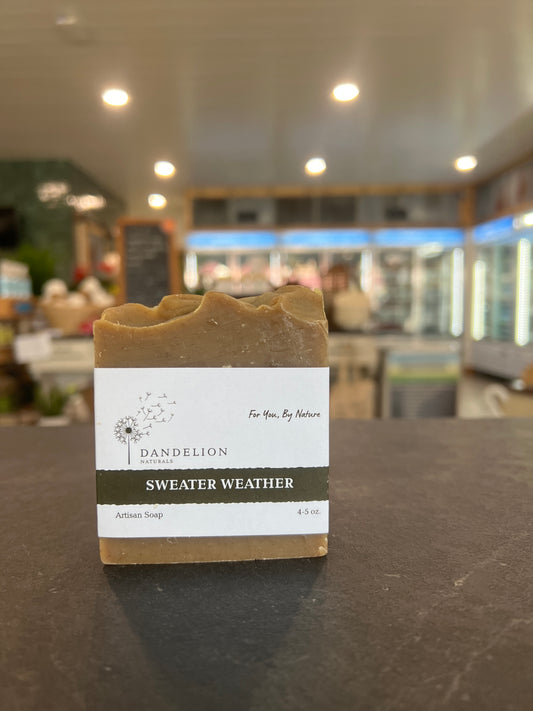 For You, By Nature
DANDELION
NATURALS
SWEATER WEATHER
Artisan Soap
4-5 oz.